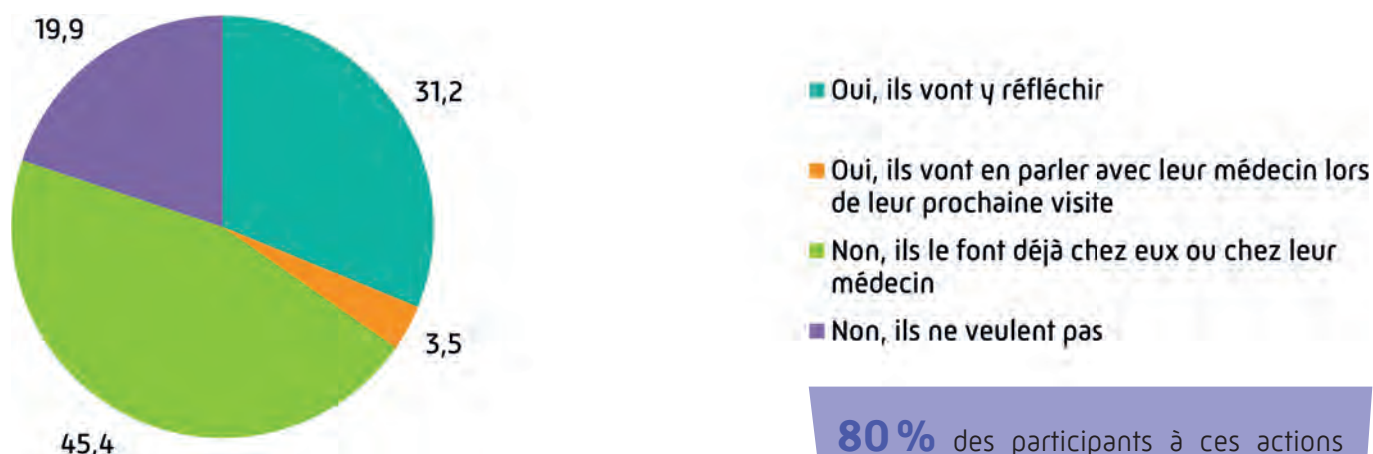 19,9
31,2
3,5
45,4
Oui, ils vont y réfléchir
Oui, ils vont en parler avec leur médecin lors
de leur prochaine visite
Non, ils le font déjà chez eux ou chez leur
médecin
Non, ils ne veulent pas
80 % des participants à ces actions